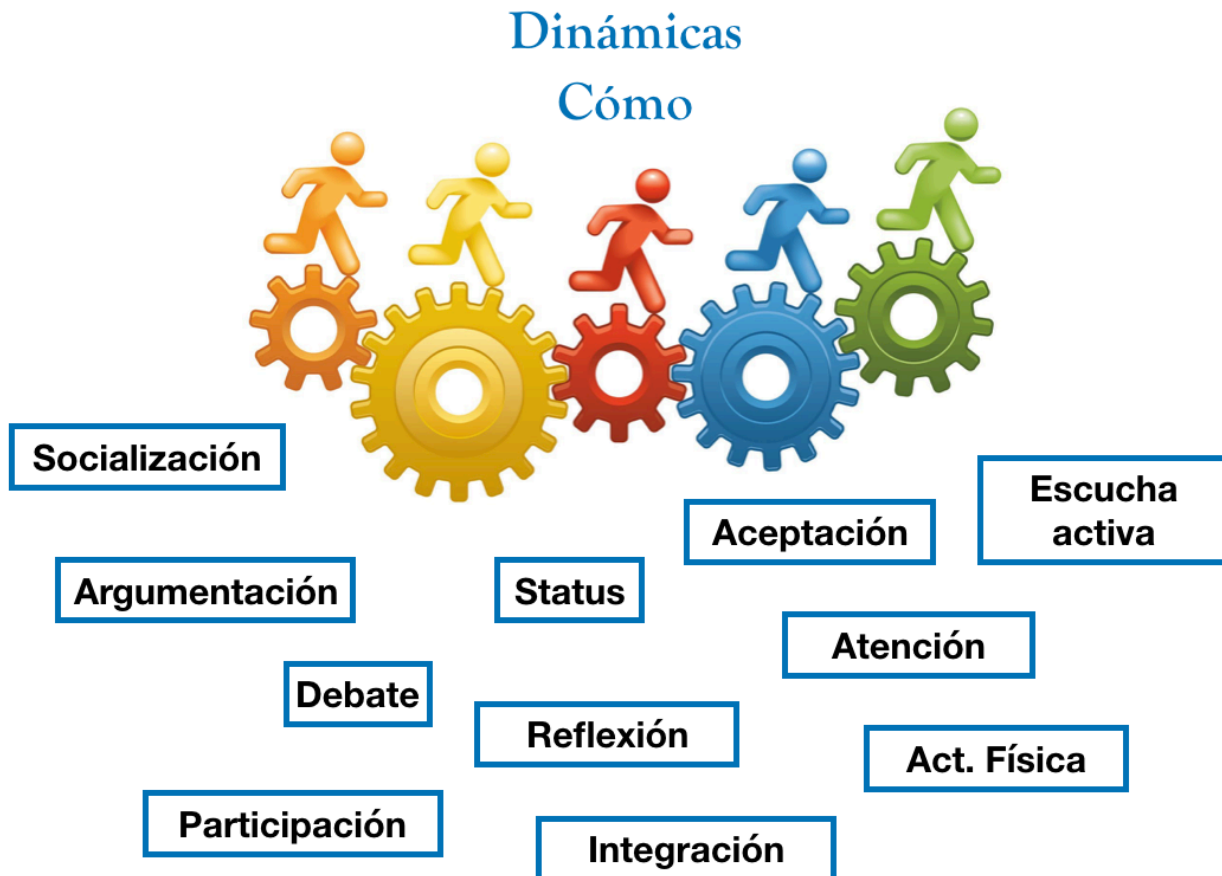 Dinámicas
Cómo
Socialización
Escucha
activa
Aceptación
Argumentación
Status
Atención
Debate
Reflexión
Act. Física
Participación
Integración